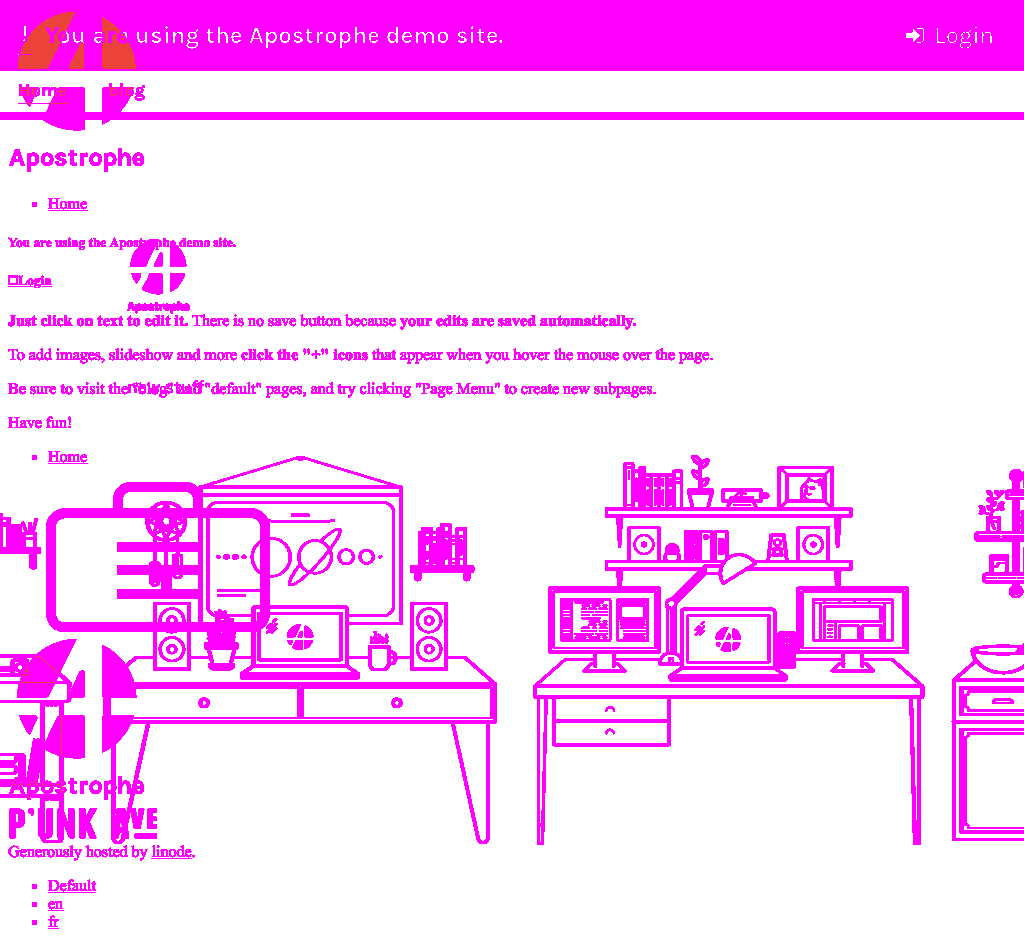 ! You are using the Apostrophe demo site.
Login
Home
blog
Apostrophe
Home
You are using the Apostrophe demo site.
Login
Apostrophe
Just click on text to edit it. There is no save button because your edits are saved automatically.
To add images, slideshow and more click the "+" icons that appear when you hover the mouse over the page.
Be sure to visit the "blog" and "default" pages, and try clicking "Page Menu" to create new subpages.
Have fun!
Home
Apostrophe
P'UNK AVE
Generously hosted by linode.
Default
en
fr